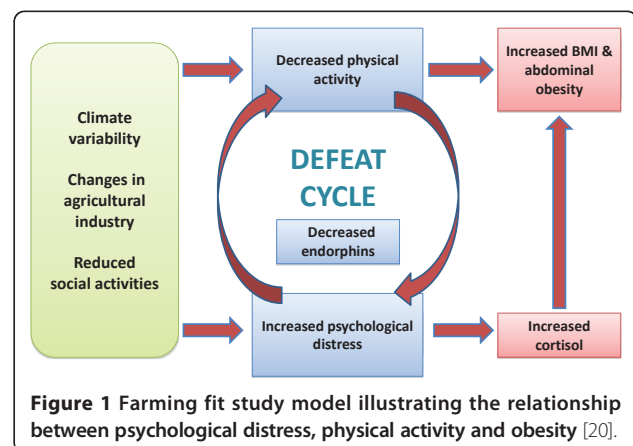 Climate
variability
Changes in
agricultural
industry
Reduced
social activities
Decreased physical
activity
Increased BMI &
abdominal
obesity
DEFEAT
CYCLE
Decreased
endorphins
Increased psychological
distress
Increased
cortisol
Figure 1 Farming fit study model illustrating the relationship
between psychological distress, physical activity and obesity [20].